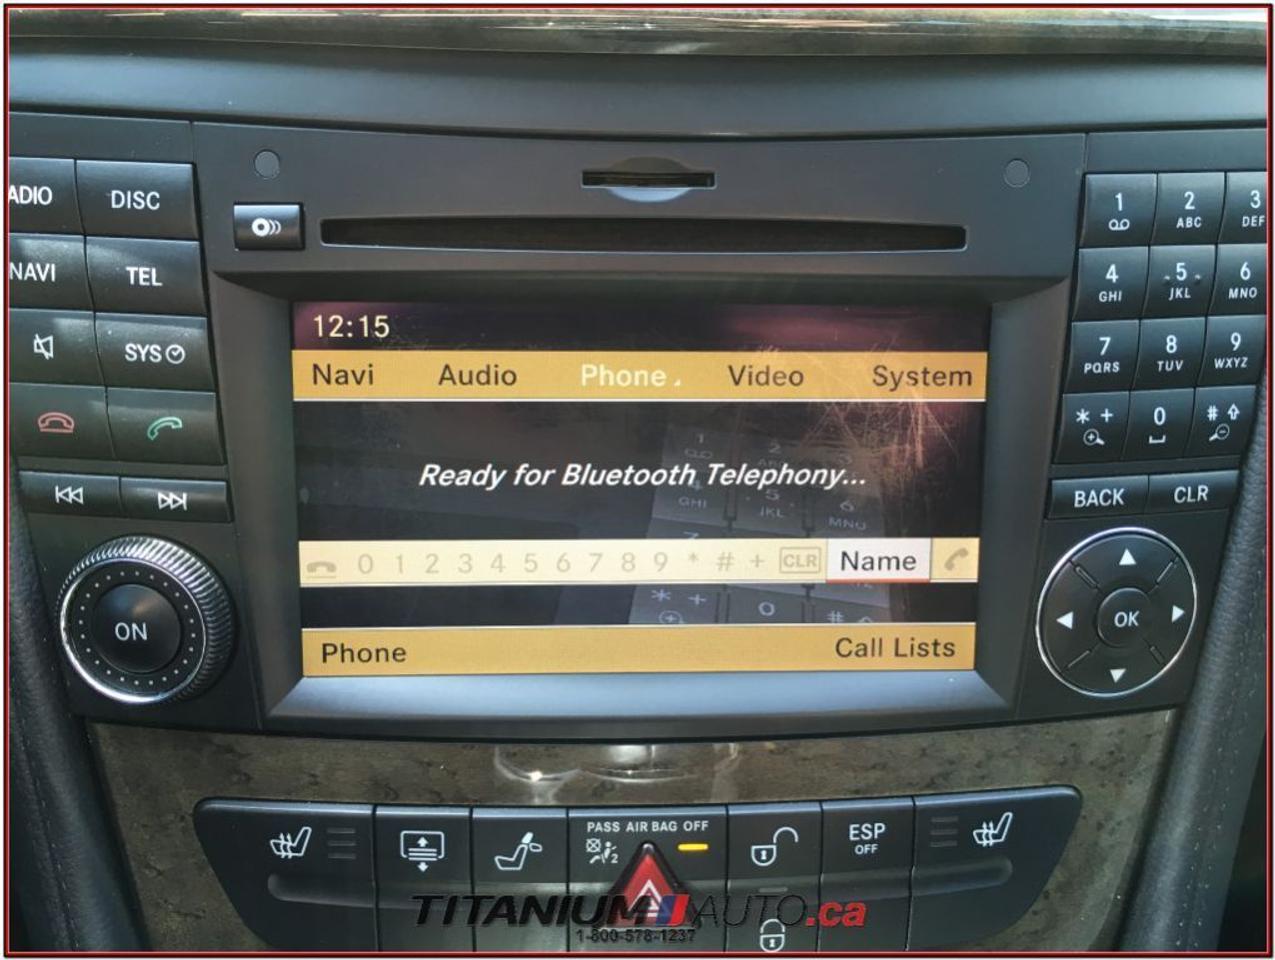 ADIO DISC
NAVI TEL
SYS
ON
12:15
Navi Audio Phone Video System
Ready for Bluetooth Telephony...
0 1 2 3 4 5 6 7 8 9 * # + CLR Name
Phone Call Lists
1 2 ABC 3 DEF
4 GHI 5 JKL 6 MNO
7 PQRS 8 TUV 9 WXYZ
* + 0 #
BACK CLR
OK
PASS AIR BAG OFF
2
ESP
OFF
TITANIUM AUTO.ca
1-800-578-1237